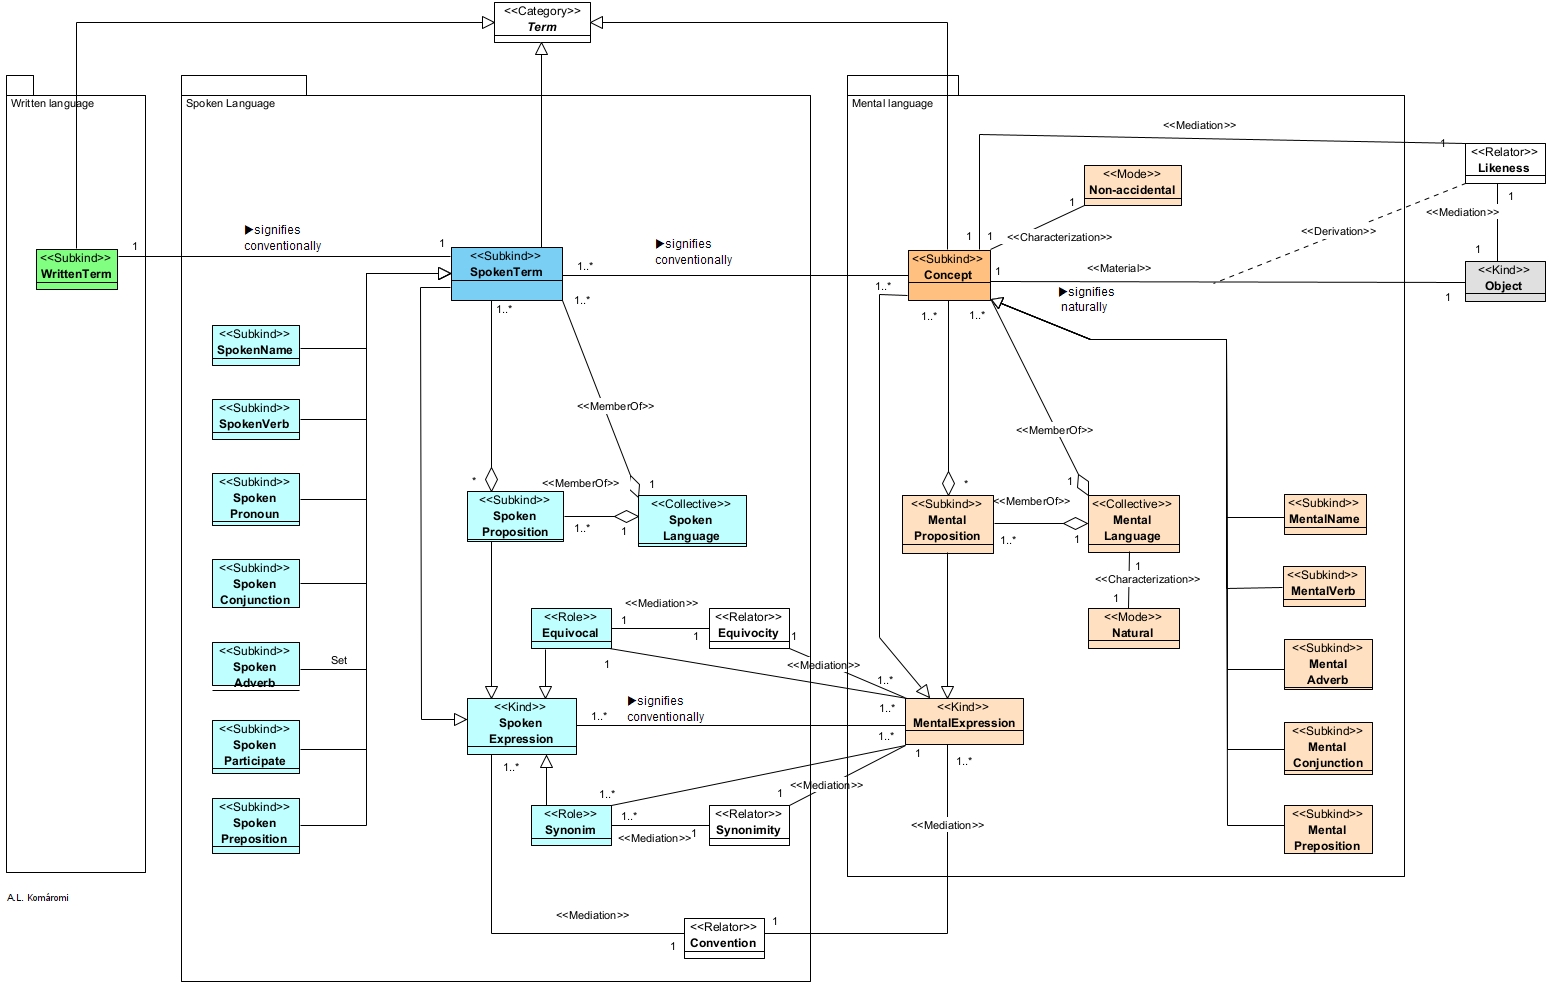 <<Category>>
Term
Written language
Spoken Language
Mental language
<<Mediation>>
1
<<Relator>>
Likeness
<<Mode>>
Non-accidental
1
1
<<Mediation>>
<<Derivation>>
▶signifies
conventionally
1
1
▶signifies
conventionally
1
1
<<Characterization>>
1
<<Subkind>>
WrittenTerm
<<Subkind>>
SpokenTerm
1..*
<<Subkind>>
Concept
1
<<Material>>
<<Kind>>
Object
1
1..*
1..*
1..*
▶signifies
naturally
1..*
1..*
<<Subkind>>
SpokenName
<<Subkind>>
SpokenVerb
<<MemberOf>>
<<MemberOf>>
<<Subkind>>
Spoken
Pronoun
*
<<MemberOf>>
1
*
1
<<Subkind>>
Spoken
Proposition
1..*
1
<<Collective>>
Spoken
Language
<<Subkind>>
Mental
Proposition
<<MemberOf>>
1..*
1
<<Collective>>
Mental
Language
<<Subkind>>
MentalName
<<Subkind>>
Spoken
Conjunction
1
<<Characterization>>
1
<<Subkind>>
MentalVerb
<<Role>>
Equivocal
<<Mediation>>
1
1
<<Relator>>
Equivocity
1
<<Mode>>
Natural
<<Subkind>>
Spoken
Adverb
Set
1
<<Mediation>>
1..*
<<Subkind>>
Mental
Adverb
<<Kind>>
Spoken
Expression
1..*
▶signifies
conventionally
1..*
<<Kind>>
MentalExpression
1..*
<<Subkind>>
Spoken
Participate
<<Subkind>>
Mental
Conjunction
1..*
1
1..*
1..*
<<Mediation>>
1
<<Subkind>>
Spoken
Preposition
<<Role>>
Synonim
1..*
<<Mediation>>
1
<<Relator>>
Synonimity
<<Mediation>>
<<Subkind>>
Mental
Preposition
A.L. Komáromi
<<Mediation>>
1
<<Relator>>
Convention
1